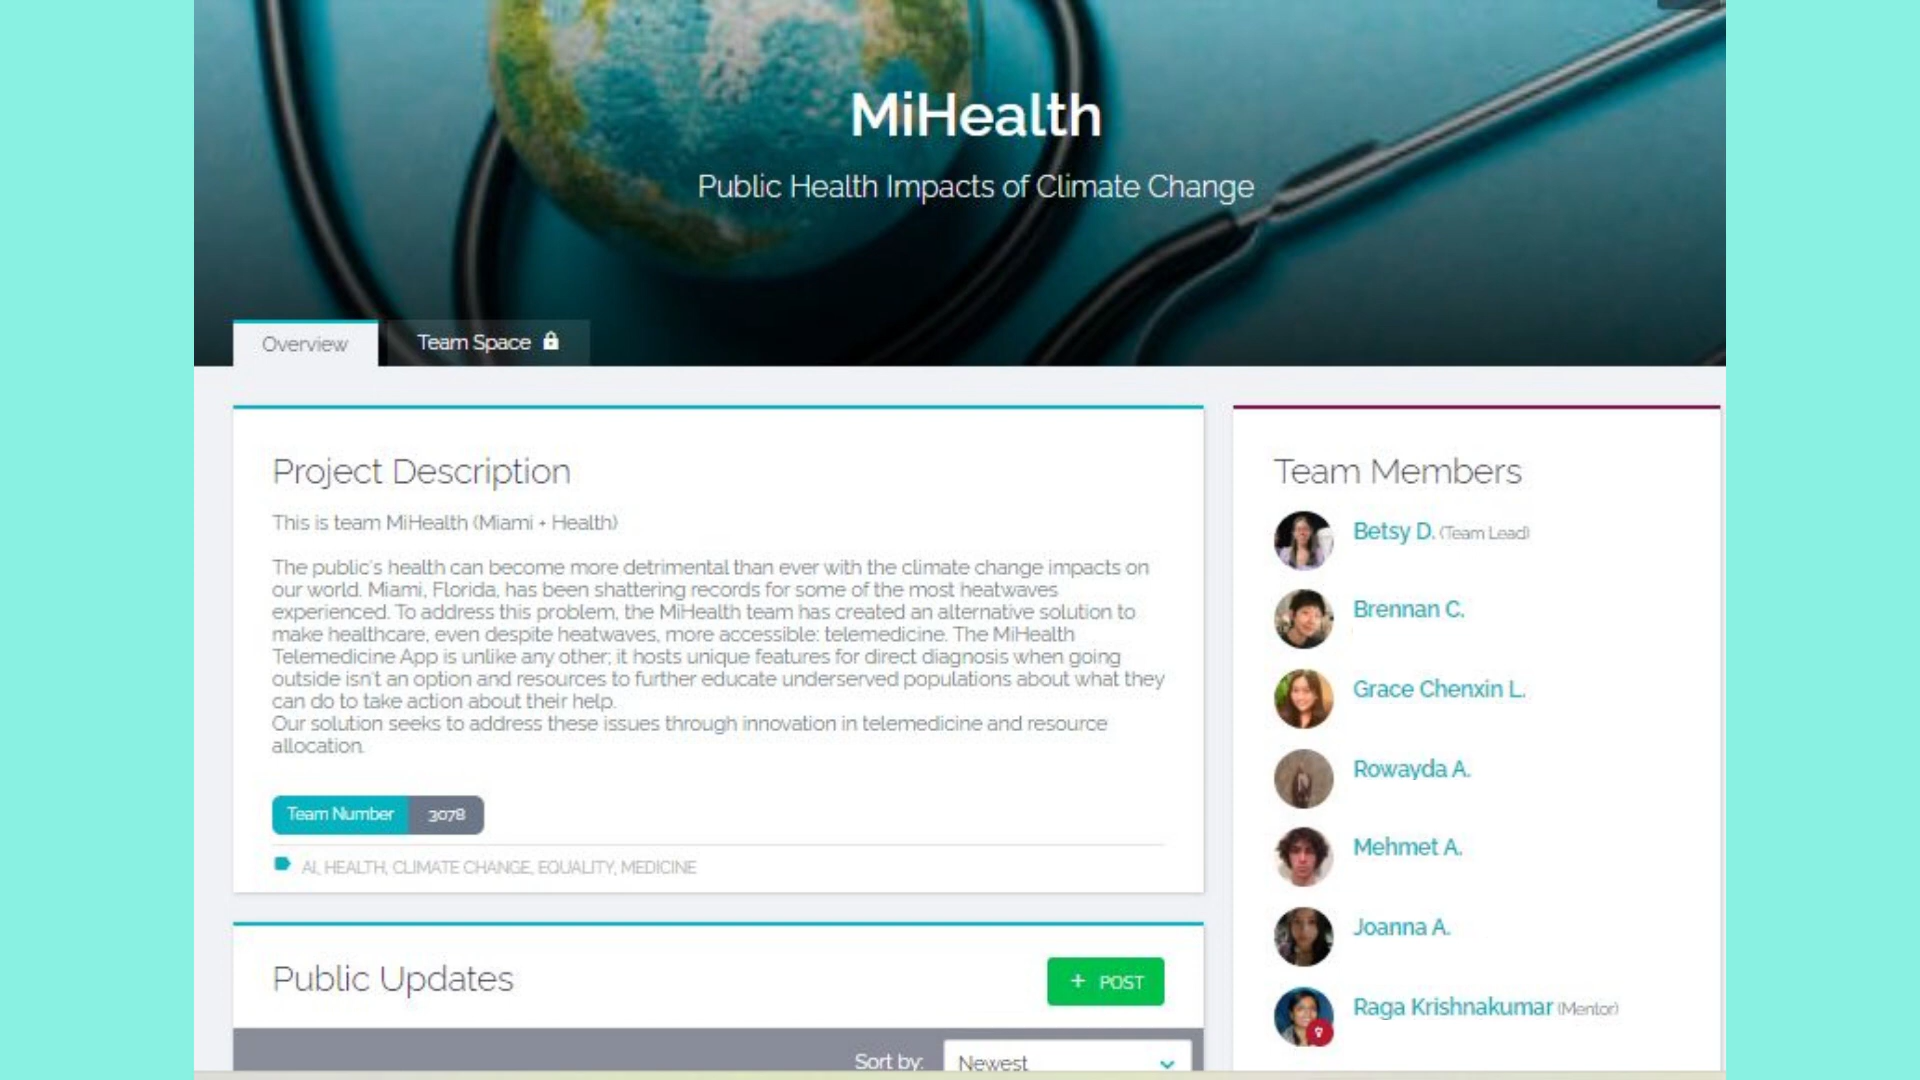 MiHealth
Public Health Impacts of Climate Change
Overview
Team Space
Project Description
This is team MiHealth (Miami + Health)
The public's health can become more detrimental than ever with the climate change impacts on
our world. Miami, Florida, has been shattering records for some of the most heatwaves
experienced. To address this problem, the MiHealth team has created an alternative solution to
make healthcare, even despite heatwaves, more accessible: telemedicine. The MiHealth
Telemedicine App is unlike any other; it hosts unique features for direct diagnosis when going
outside isn't an option and resources to further educate underserved populations about what they
can do to take action about their help.
Our solution seeks to address these issues through innovation in telemedicine and resource
allocation.
Team Number 3078
AI, HEALTH, CLIMATE CHANGE, EQUALITY, MEDICINE
Public Updates
+ POST
Sort by: Newest
Team Members
Betsy D. (Team Lead)
Brennan C.
Grace Chenxin L.
Rowayda A.
Mehmet A.
Joanna A.
Raga Krishnakumar (Mentor)